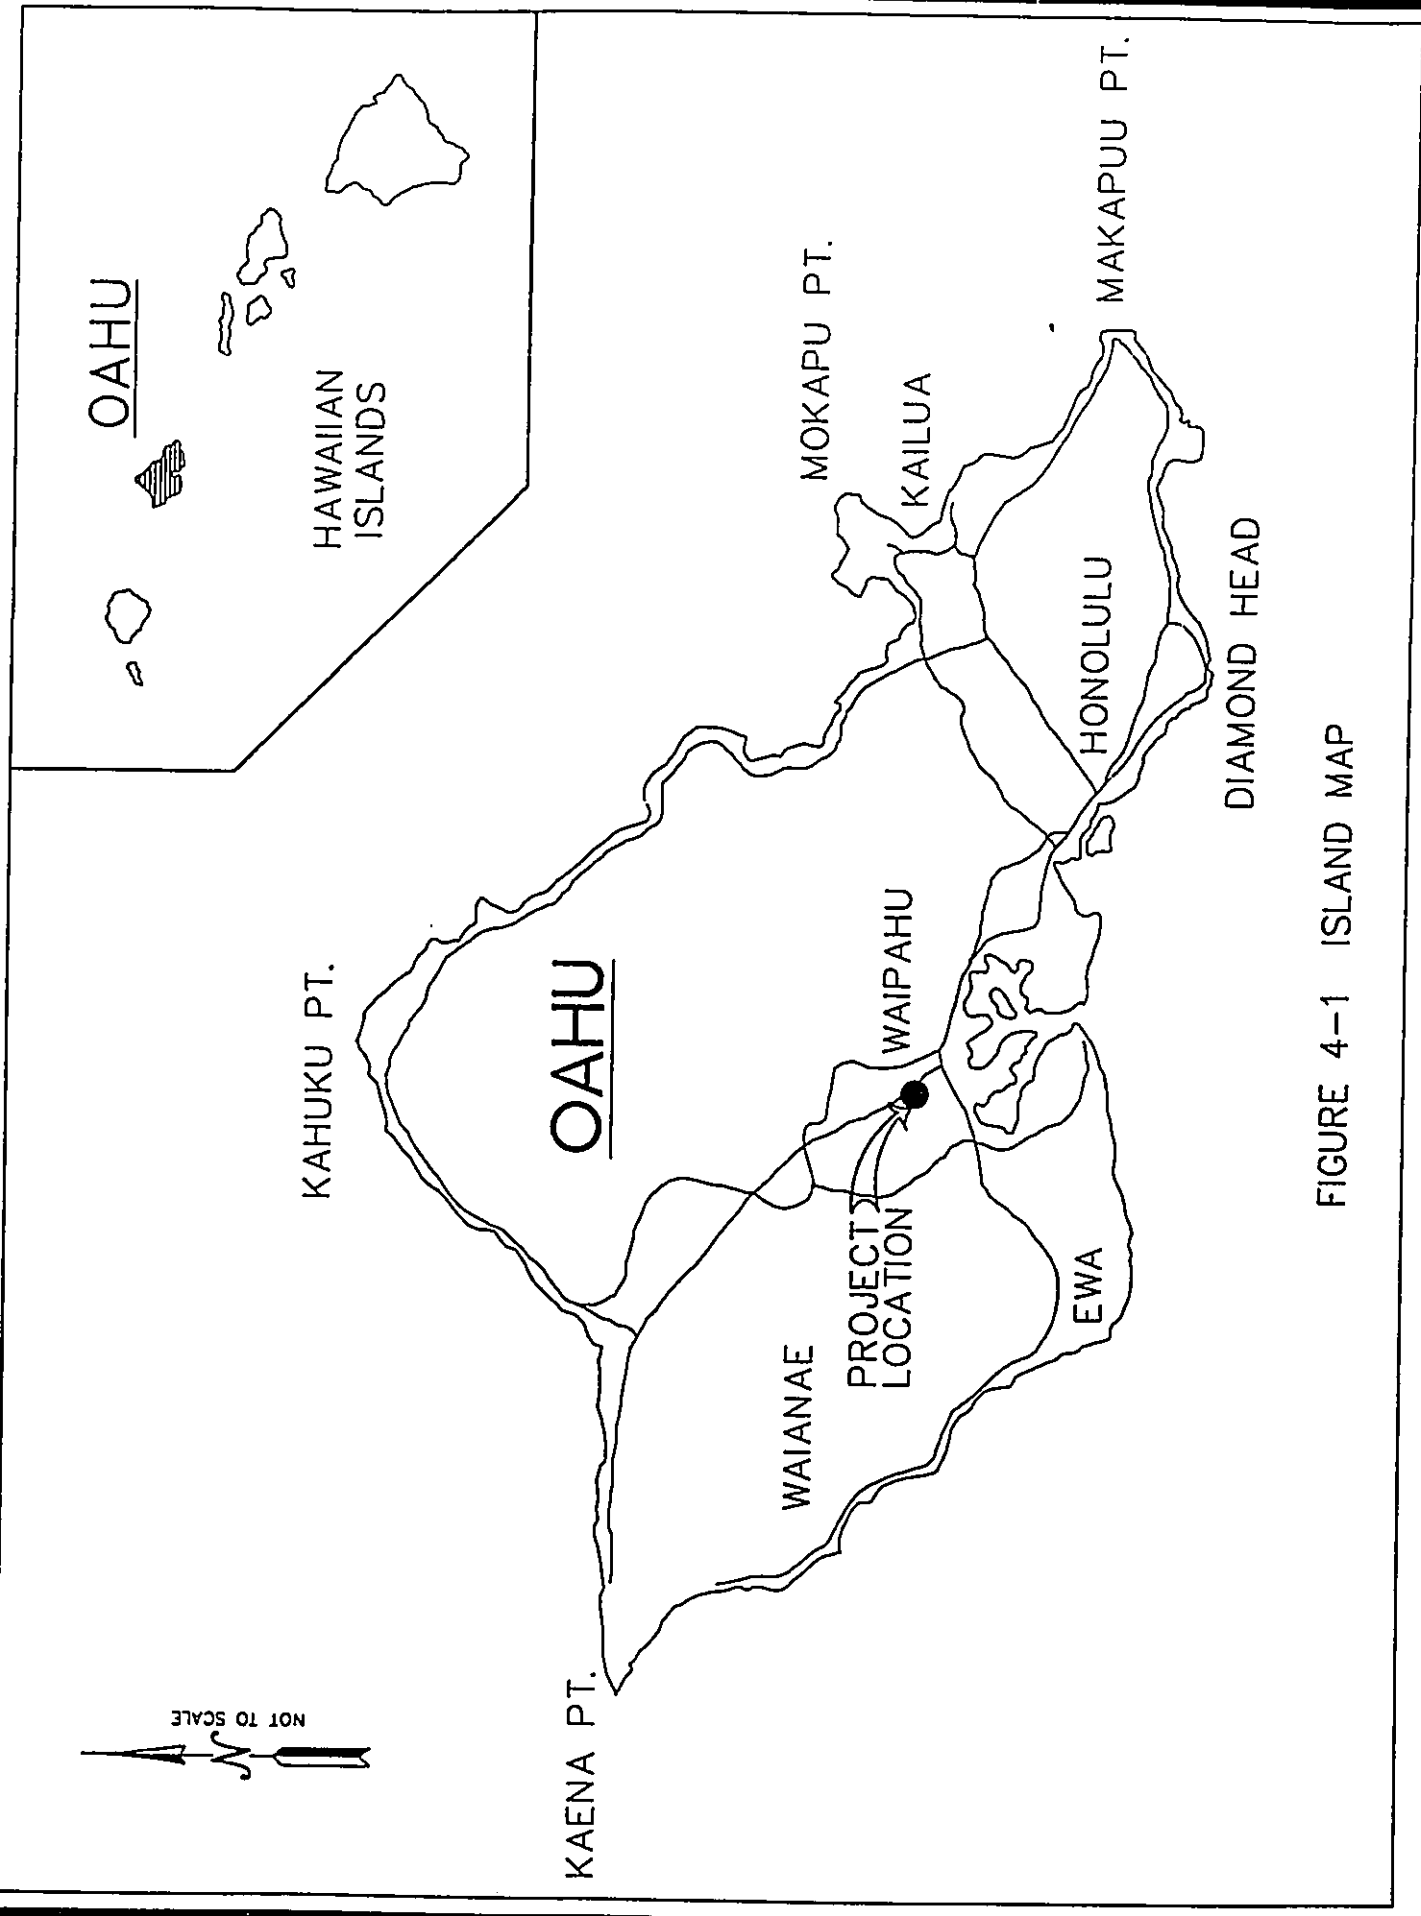 OAHU
HAWAIIAN
ISLANDS
NOT TO SCALE
KAHUKU PT.
OAHU
KAENA PT.
MOKAPU PT.
KAILUA
WAIPAHU
WAIANAE
PROJECT
LOCATION
MAKAPUU PT.
HONOLULU
EWA
DIAMOND HEAD
FIGURE 4-1 ISLAND MAP
N